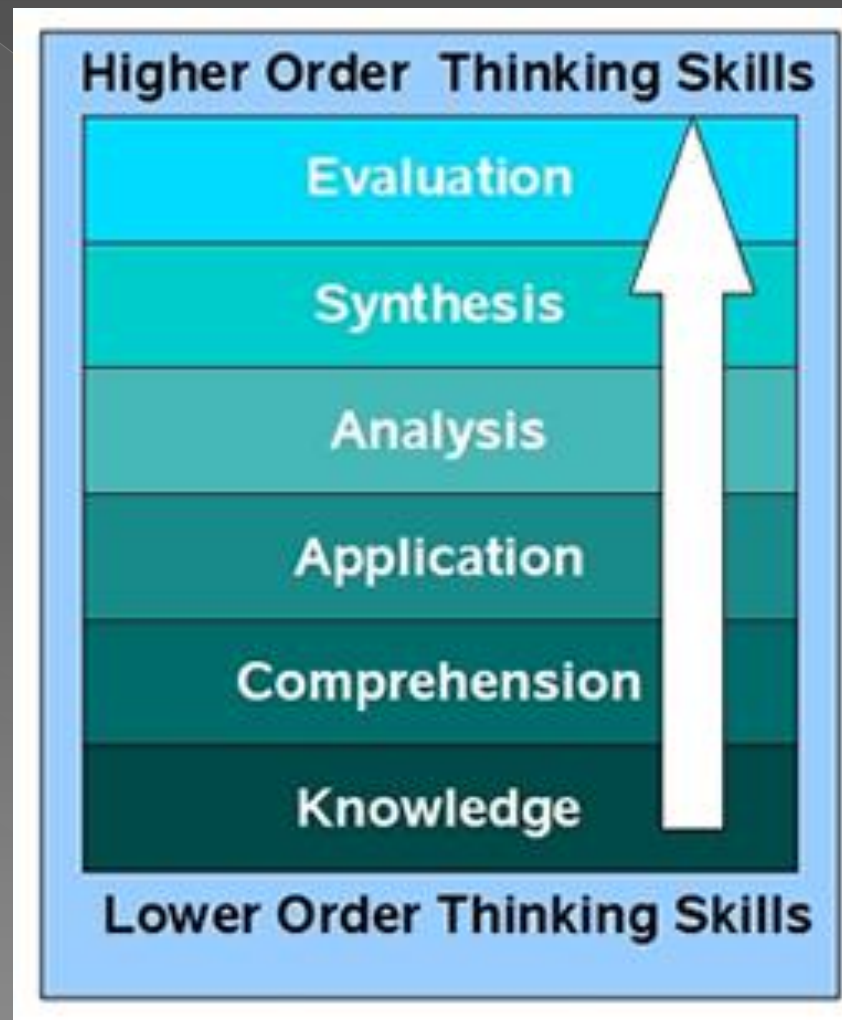 Higher Order Thinking Skills
Evaluation
Synthesis
Analysis
Application
Comprehension
Knowledge
Lower Order Thinking Skills